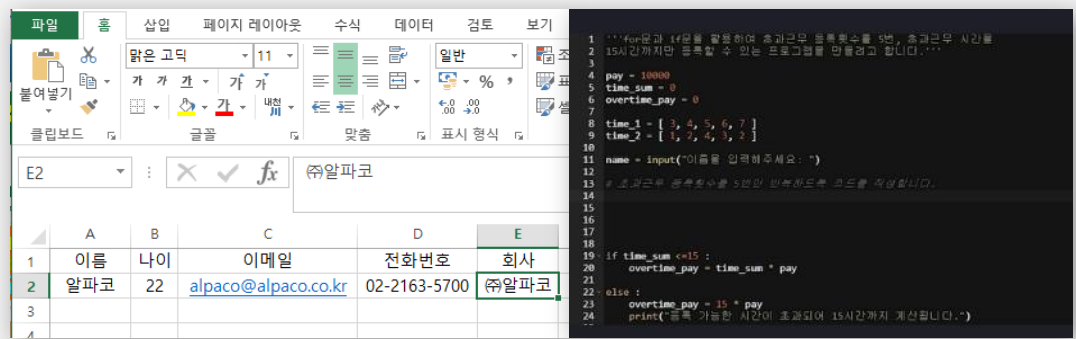 파일 홈 삽입 페이지 레이아웃 수식 데이터 검토 보기
맑은 고딕 11 일반
붙여넣기 가 가 가 가 가 가 내천
% ,
클립보드 글꼴 맞춤 표시 형식
E2 fx ㈜알파코
A B C D E
1 이름 나이 이메일 전화번호 회사
2 알파코 22 alpaco@alpaco.co.kr 02-2163-5700 ㈜알파코
3
4
1 '''for문과 if문을 활용하여 초과근무 등록횟수를 5번, 초과근무 시간을
2 15시간까지만 등록할 수 있는 프로그램을 만들려고 합니다.'''
3
4 pay = 10000
5 time_sum = 0
6 overtime_pay = 0
7
8 time_1 = [ 3, 4, 5, 6, 7 ]
9 time_2 = [ 1, 2, 4, 3, 2 ]
10
11 name = input("이름을 입력해주세요: ")
12
13 # 초과근무 등록횟수를 5번만 반복하도록 코드를 작성합니다.
14
15
16
17
18
19 if time_sum <=15 :
20 overtime_pay = time_sum * pay
21
22 else :
23 overtime_pay = 15 * pay
24 print("등록 가능한 시간이 초과되어 15시간까지 계산됩니다.")